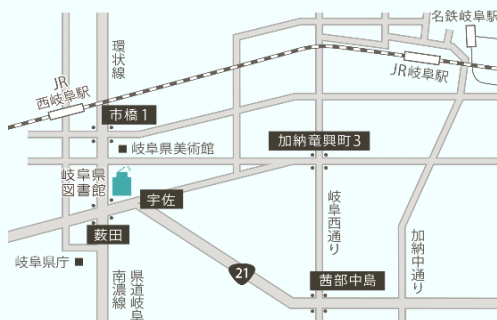 名鉄岐阜駅
環状線
JR岐阜駅
JR
西岐阜駅
市橋1
岐阜県美術館
加納竜興町3
岐阜県
図書館
宇佐
薮田
岐阜西通り
加納中通り
岐阜県庁
21
茜部中島
県道岐阜
南濃線